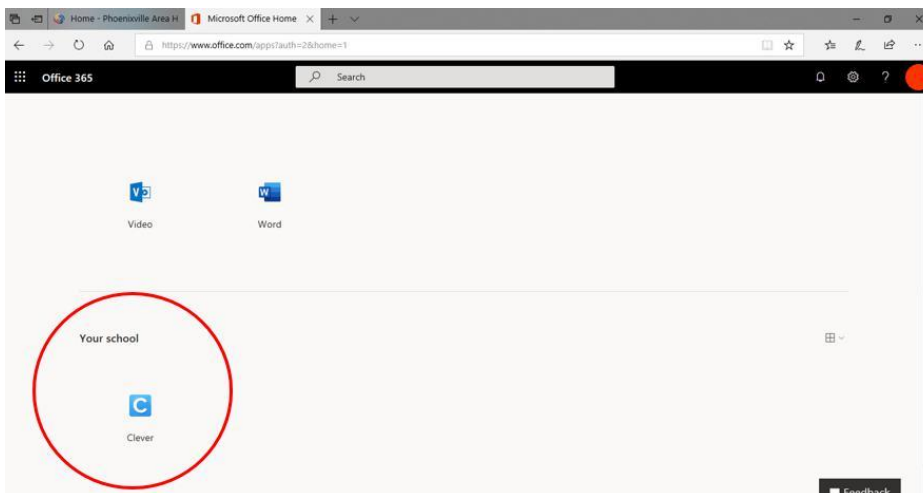 Home - Phoenixville Area H
Microsoft Office Home
https://www.office.com/apps?auth=2&home=1
Office 365
Search
Video
Word
Your school
Clever
Feedback